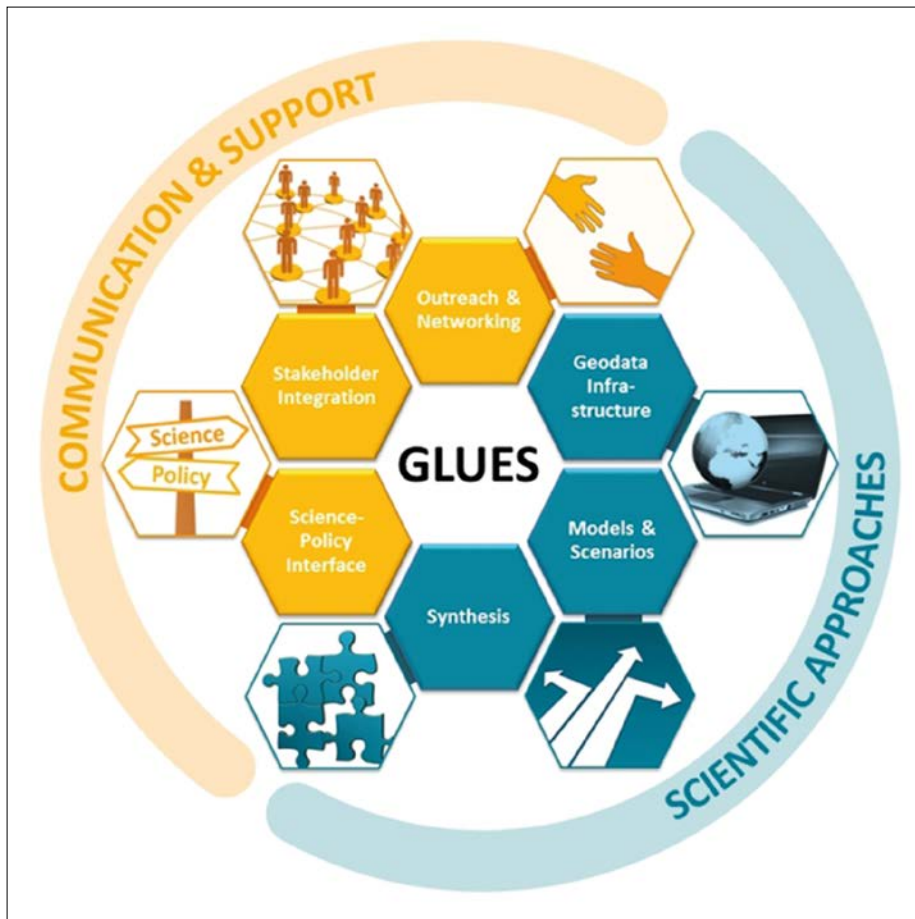 COMMUNICATION & SUPPORT
Outreach &
Networking
Stakeholder
Integration
Geodata
Infra-
structure
Science
Policy
GLUES
Science-
Policy
Interface
Models &
Scenarios
Synthesis
SCIENTIFIC APPROACHES